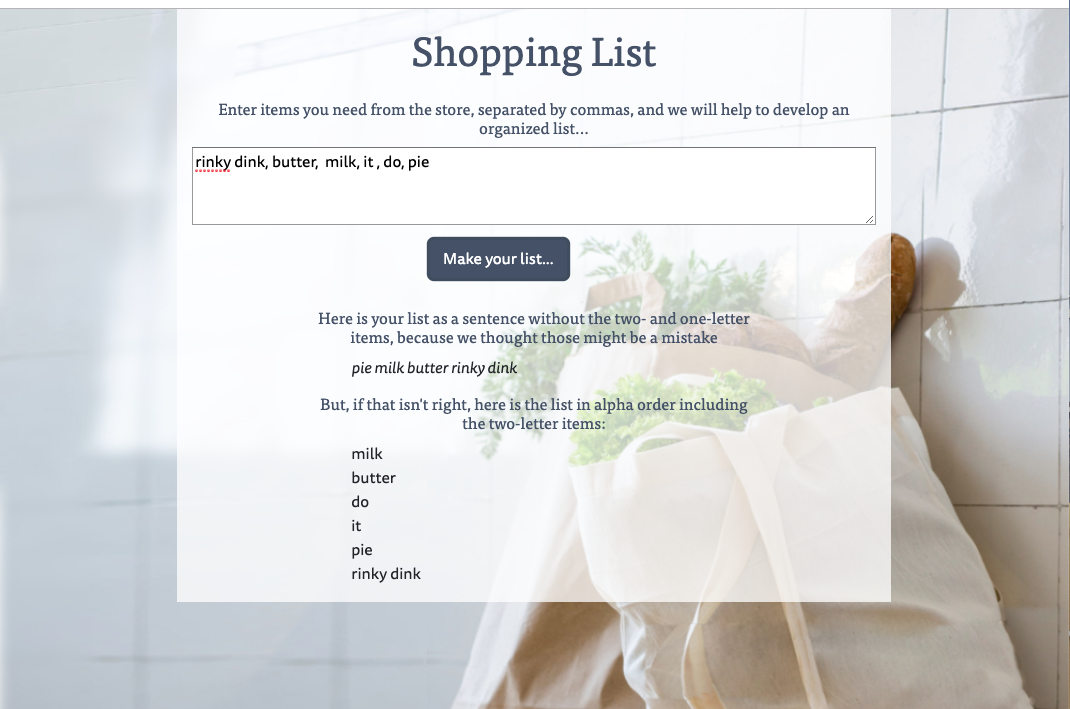 Shopping List
Enter items you need from the store, separated by commas, and we will help to develop an
organized list...
rinky dink, butter,  milk, it , do, pie
Make your list...
Here is your list as a sentence without the two- and one-letter
items, because we thought those might be a mistake
pie milk butter rinky dink
But, if that isn't right, here is the list in alpha order including
the two-letter items:
milk
butter
do
it
pie
rinky dink